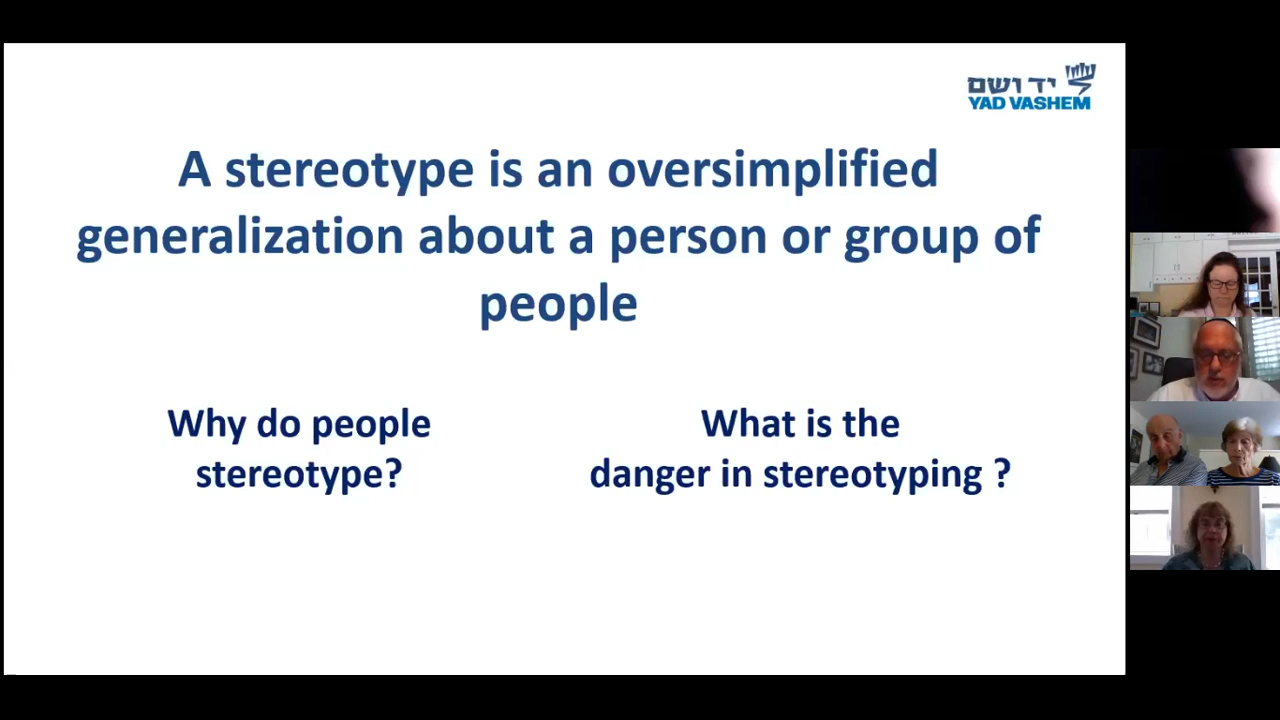 יד ושם
YAD VASHEM
A stereotype is an oversimplified
generalization about a person or group of
people
Why do people
stereotype?
What is the
danger in stereotyping ?